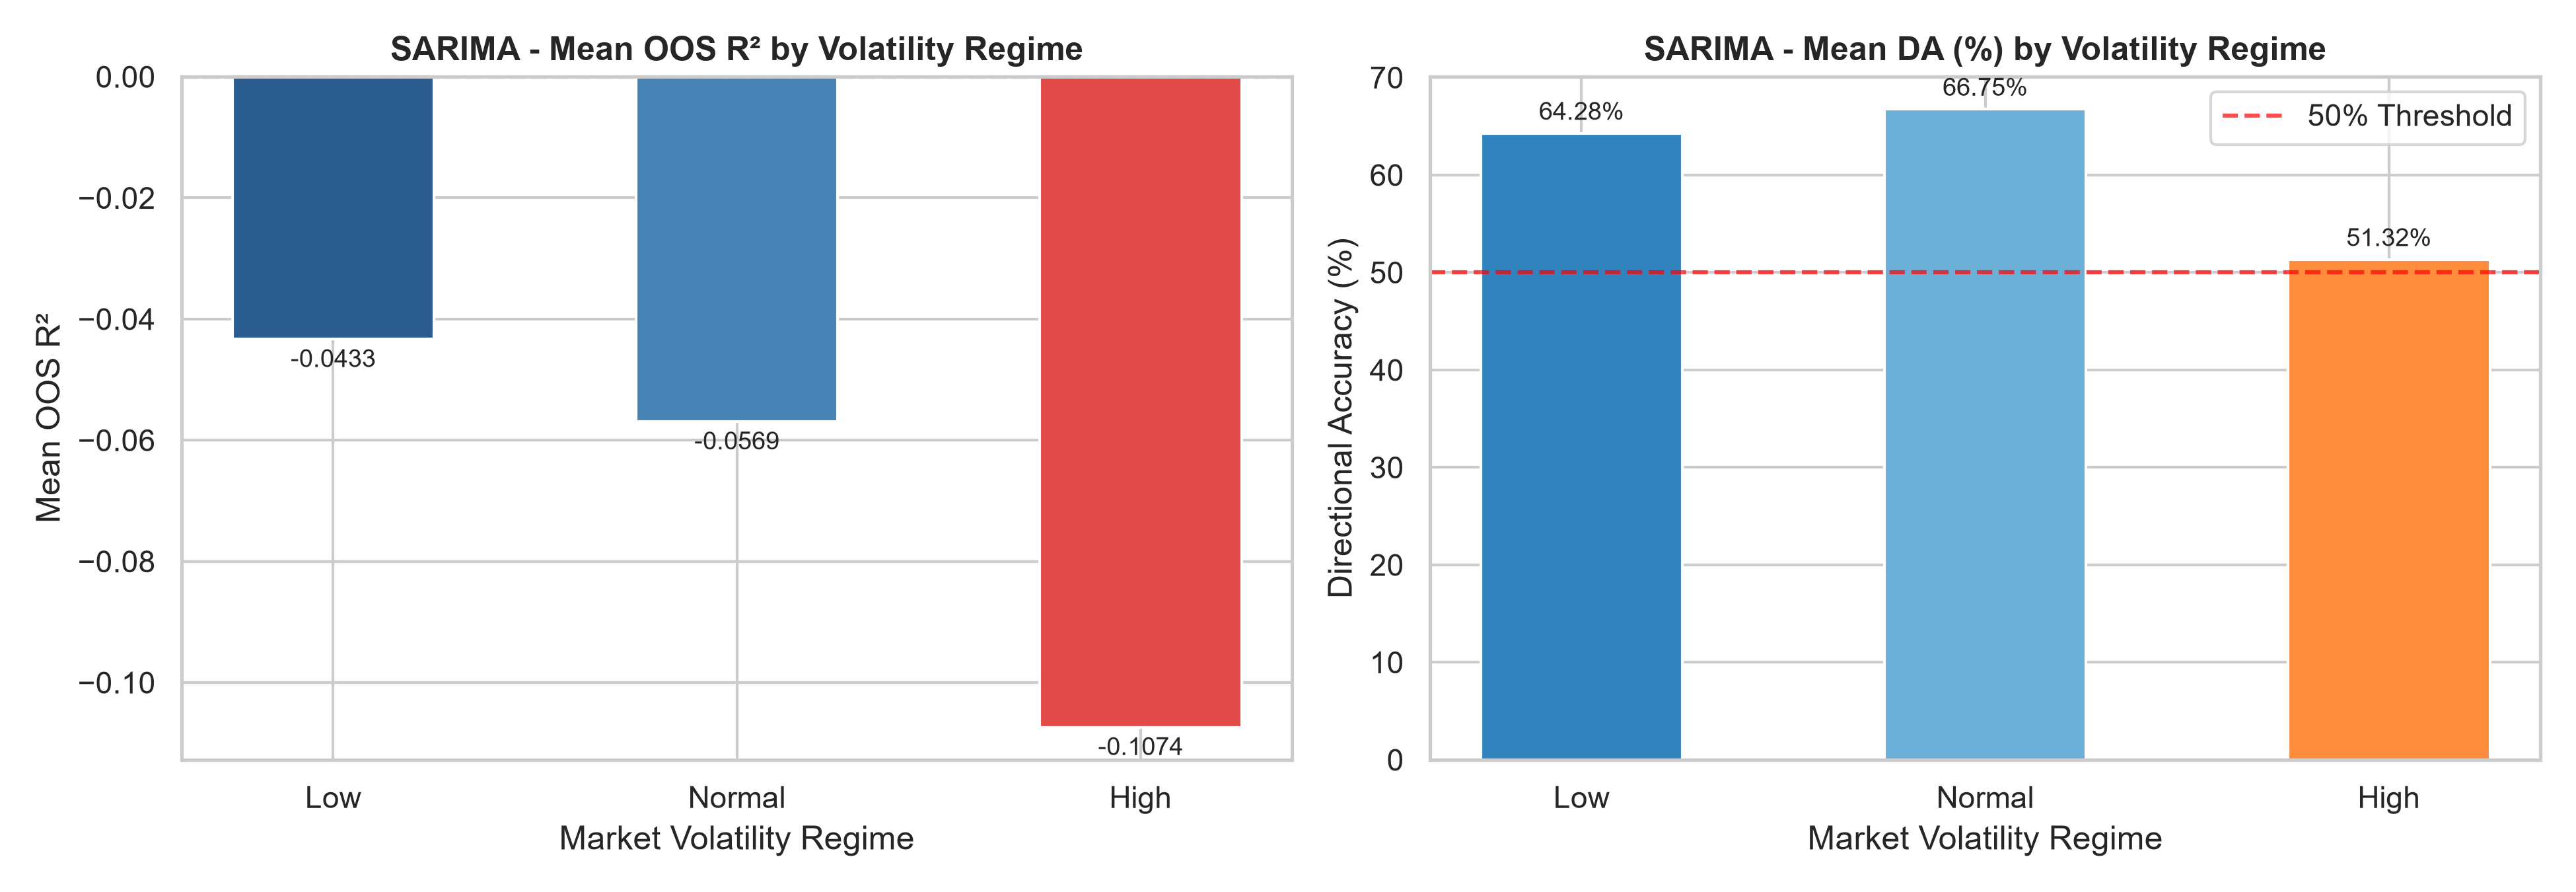 SARIMA - Mean OOS R² by Volatility Regime
Mean OOS R²
0.00
−0.02
−0.04
−0.06
−0.08
−0.10
-0.0433
-0.0569
-0.1074
Low
Normal
High
Market Volatility Regime
SARIMA - Mean DA (%) by Volatility Regime
Directional Accuracy (%)
70
60
50
40
30
20
10
0
64.28%
66.75%
51.32%
50% Threshold
Low
Normal
High
Market Volatility Regime